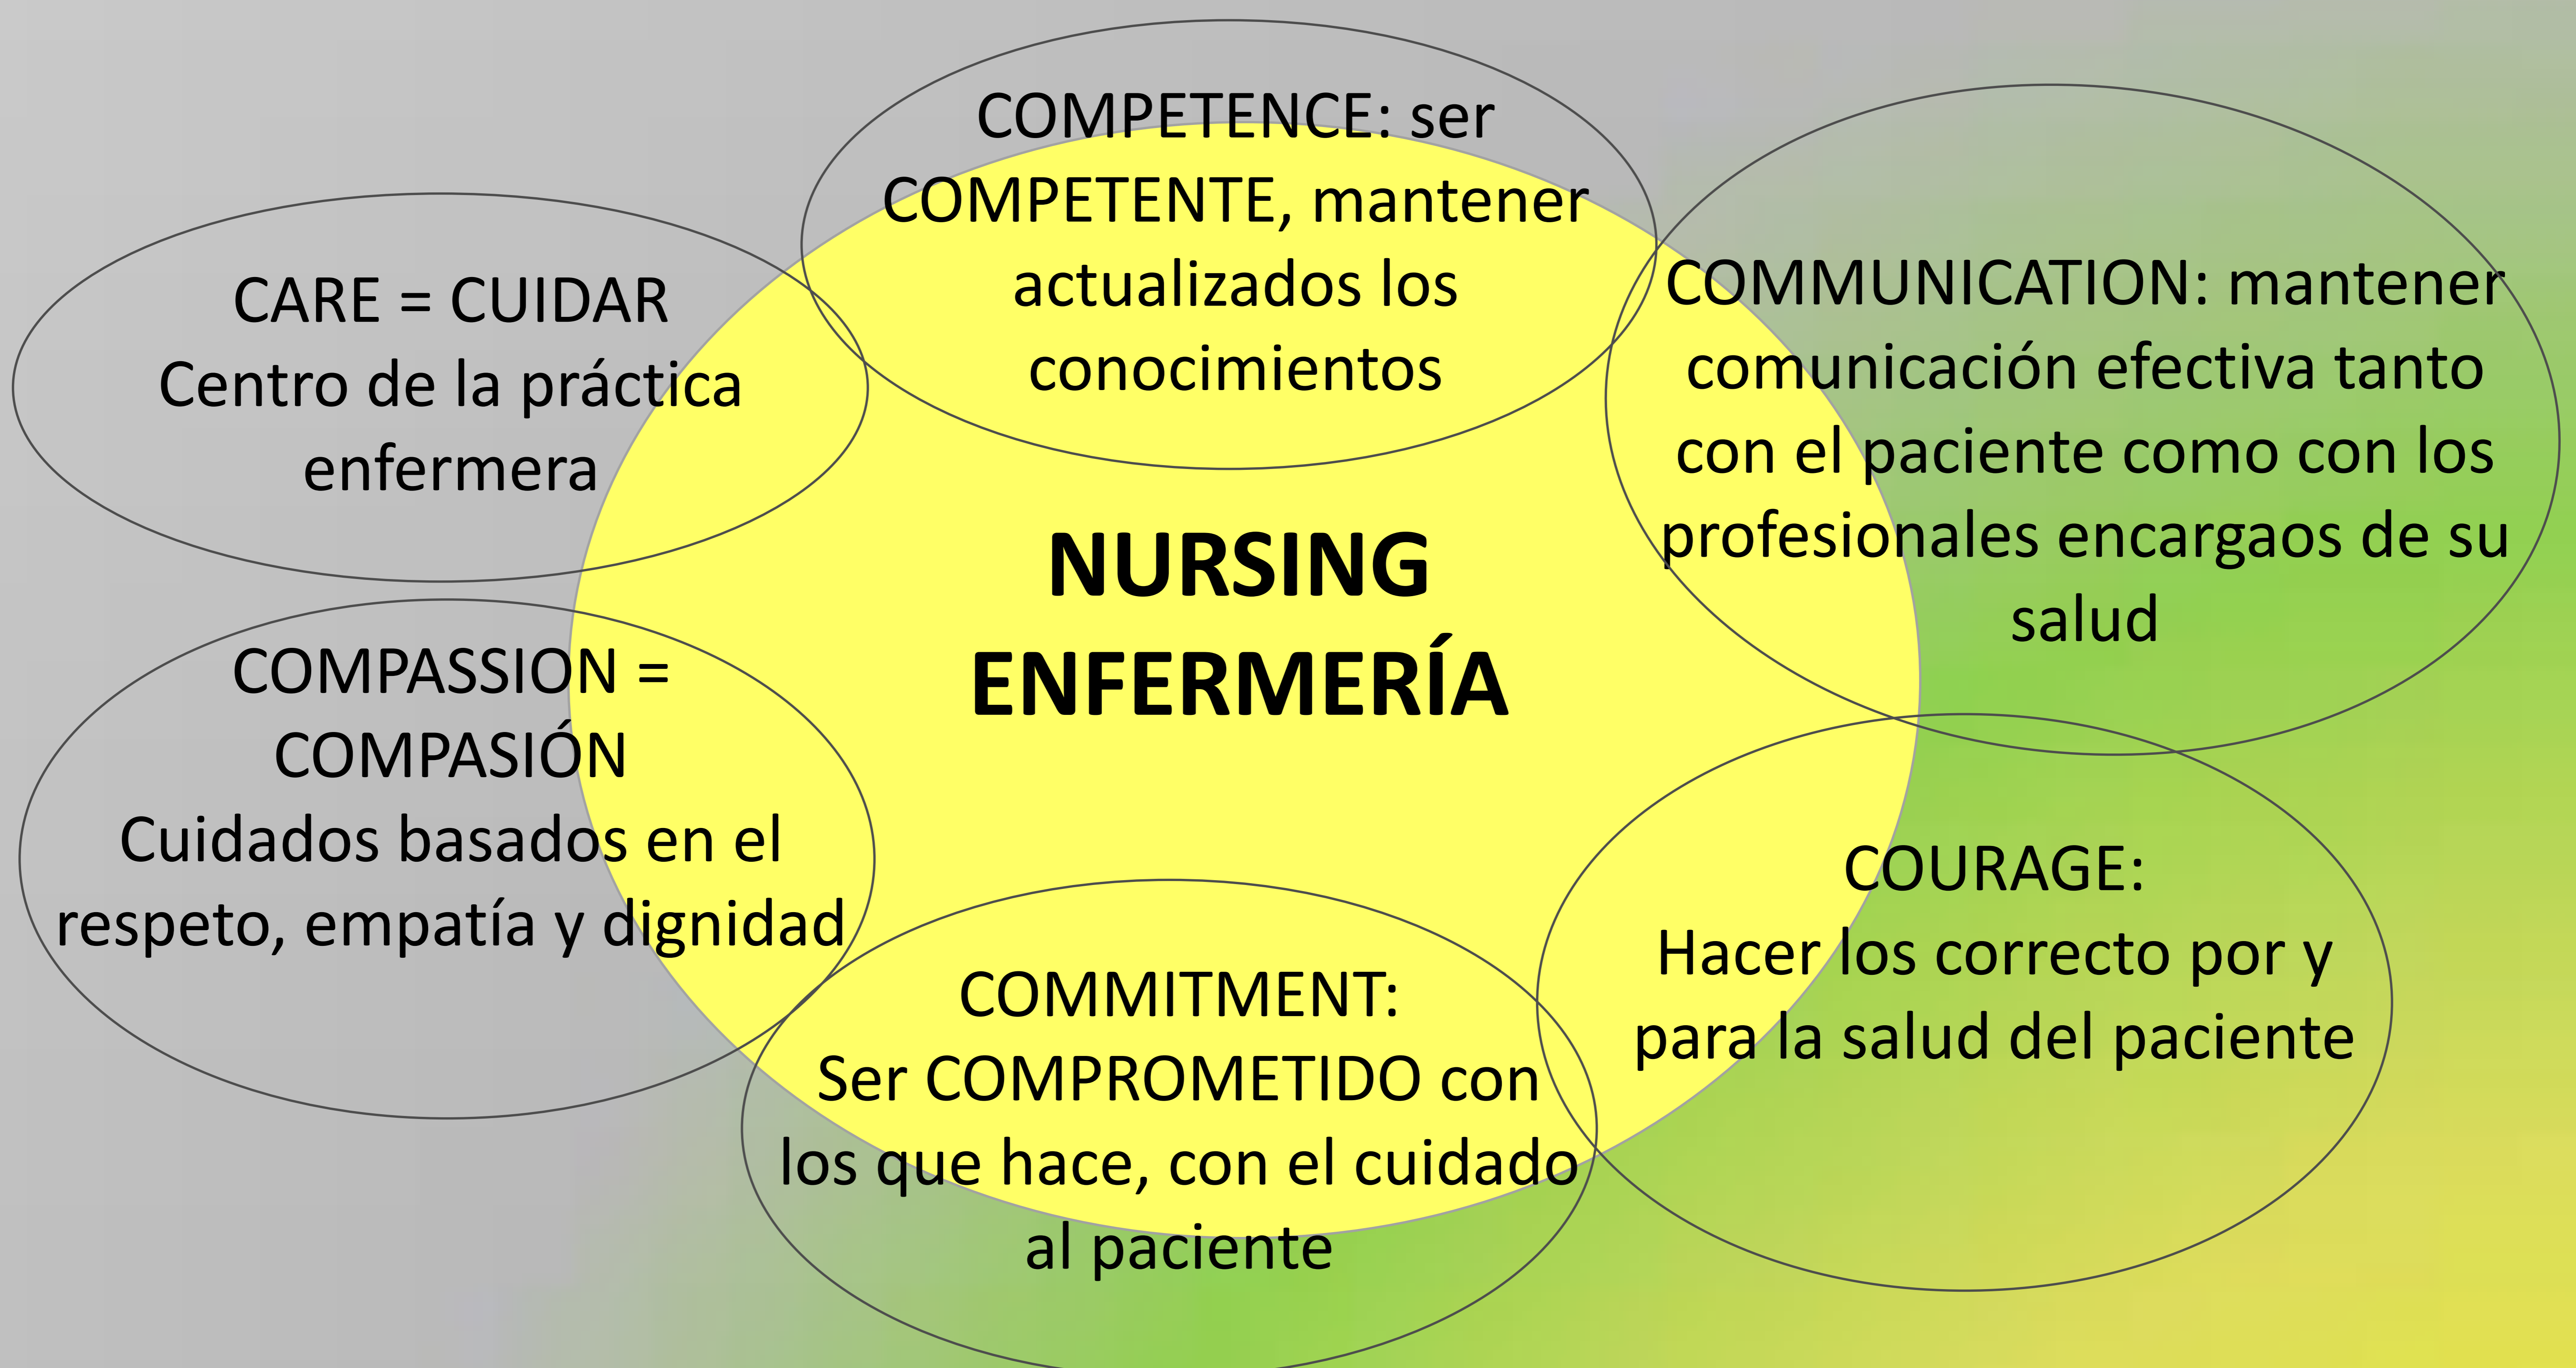 COMPETENCE: ser
COMPETENTE, mantener
actualizados los
conocimientos
CARE = CUIDAR
Centro de la práctica
enfermera
COMMUNICATION: mantener
comunicación efectiva tanto
con el paciente como con los
profesionales encargaos de su
salud
NURSING
ENFERMERÍA
COMPASSION =
COMPASIÓN
Cuidados basados en el
respeto, empatía y dignidad
COURAGE:
Hacer los correcto por y
para la salud del paciente
COMMITMENT:
Ser COMPROMETIDO con
los que hace, con el cuidado
al paciente